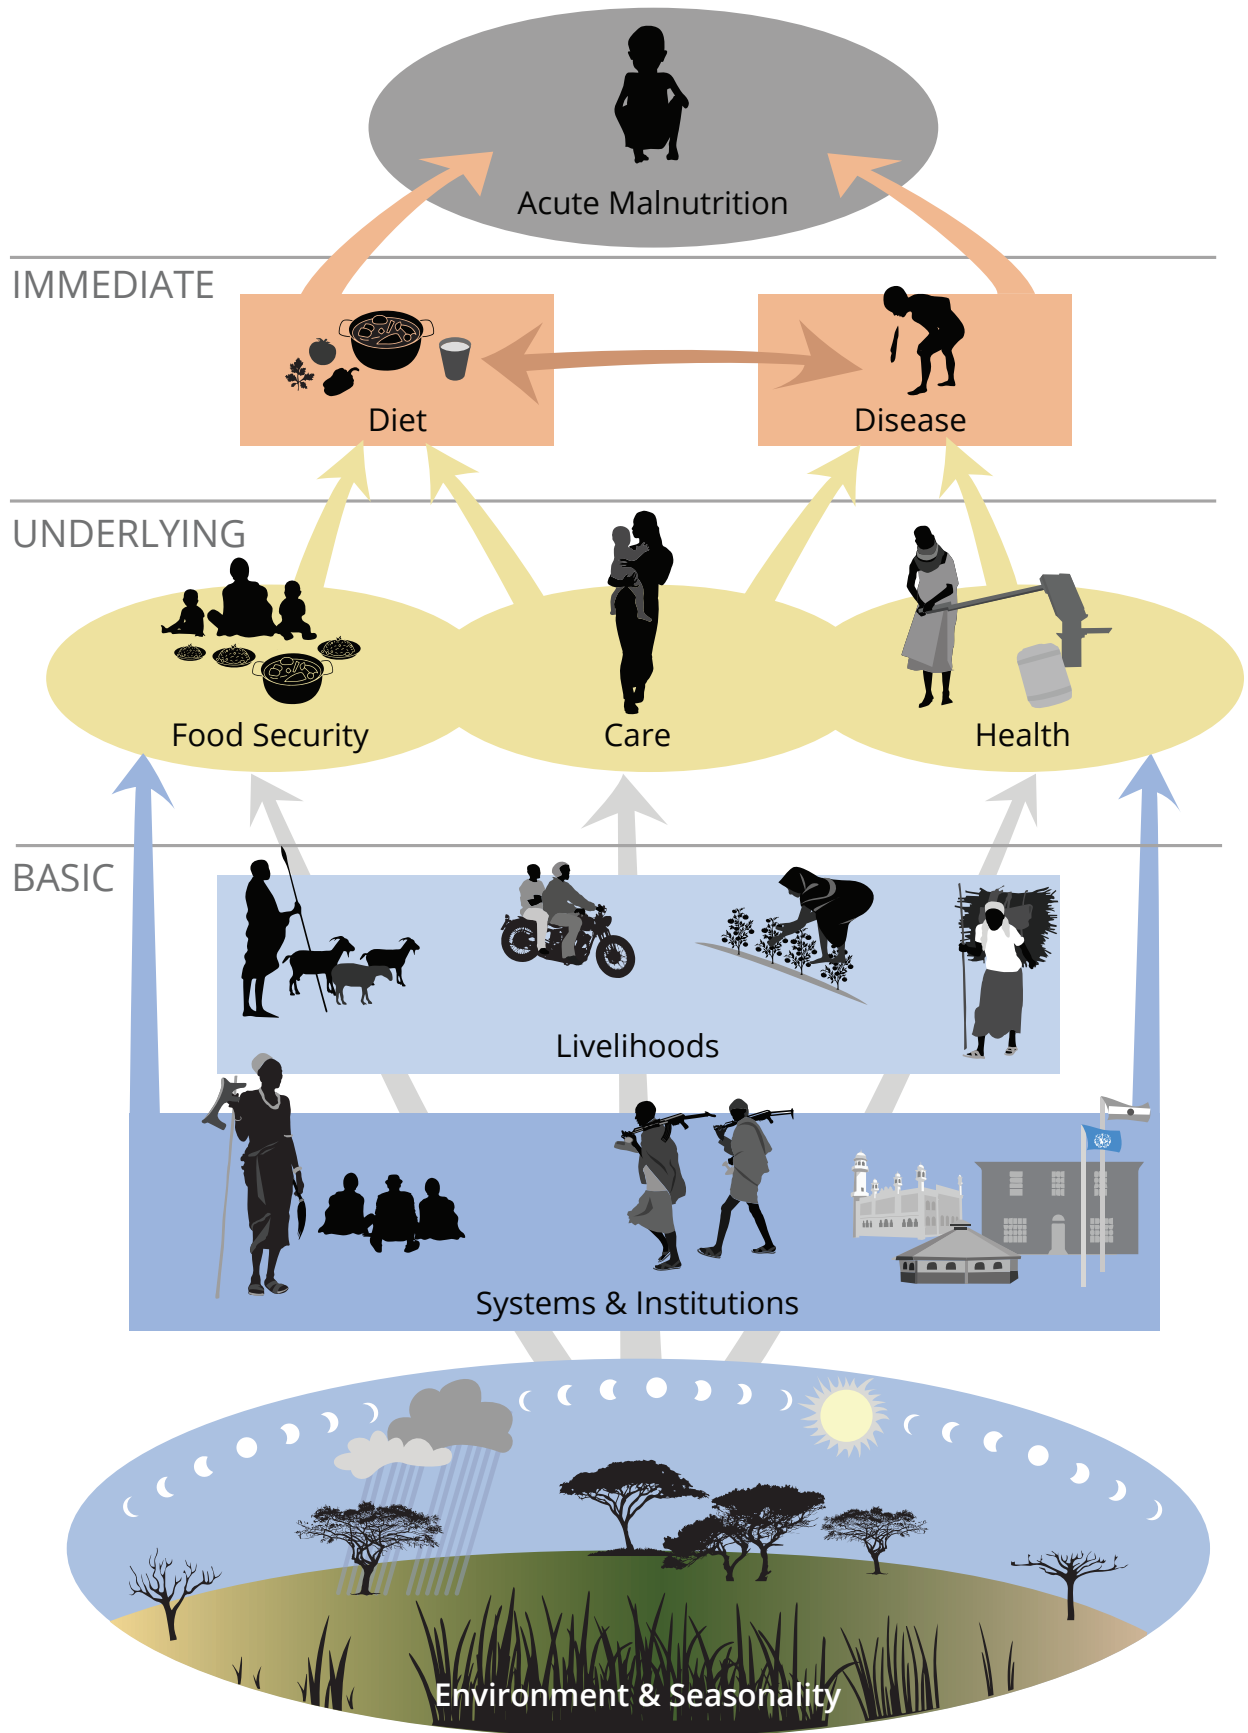 Acute Malnutrition
IMMEDIATE
Diet
Disease
UNDERLYING
Food Security
Care
Health
BASIC
Livelihoods
Systems & Institutions
Environment & Seasonality